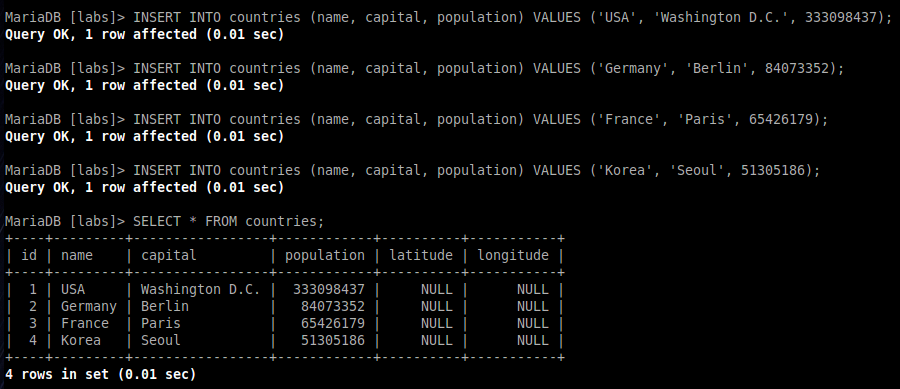 MariaDB [labs]> INSERT INTO countries (name, capital, population) VALUES ('USA', 'Washington D.C.', 333098437);
Query OK, 1 row affected (0.01 sec)

MariaDB [labs]> INSERT INTO countries (name, capital, population) VALUES ('Germany', 'Berlin', 84073352);
Query OK, 1 row affected (0.01 sec)

MariaDB [labs]> INSERT INTO countries (name, capital, population) VALUES ('France', 'Paris', 65426179);
Query OK, 1 row affected (0.01 sec)

MariaDB [labs]> INSERT INTO countries (name, capital, population) VALUES ('Korea', 'Seoul', 51305186);
Query OK, 1 row affected (0.01 sec)

MariaDB [labs]> SELECT * FROM countries;
+----+---------+-----------------+------------+----------+-----------+
| id | name    | capital         | population | latitude | longitude |
+----+---------+-----------------+------------+----------+-----------+
|  1 | USA     | Washington D.C. |  333098437 |     NULL |      NULL |
|  2 | Germany | Berlin          |   84073352 |     NULL |      NULL |
|  3 | France  | Paris           |   65426179 |     NULL |      NULL |
|  4 | Korea   | Seoul           |   51305186 |     NULL |      NULL |
+----+---------+-----------------+------------+----------+-----------+
4 rows in set (0.01 sec)